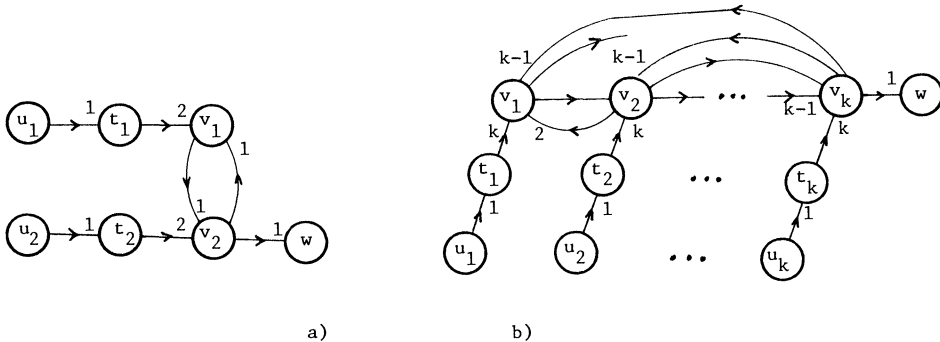 u1 1 t1 2 v1
1
1
u2 1 t2 2 v2 1 w
a)
k-1 k-1
v1 v2 ... vk 1 w
2 k-1
k k k
t1 t2 ... tk
1 1 1
u1 u2 ... uk
b)